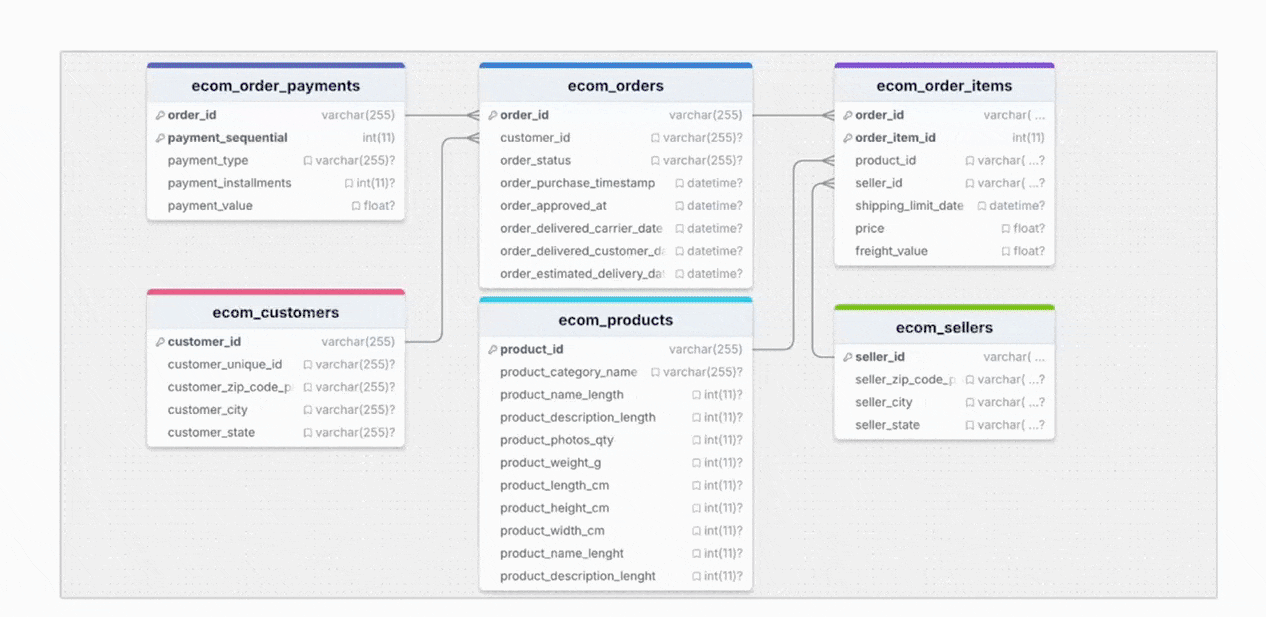 ecom_order_payments
order_id varchar(255)
payment_sequential int(11)
payment_type varchar(255)?
payment_installments int(11)?
payment_value float?
ecom_orders
order_id varchar(255)
customer_id varchar(255)?
order_status varchar(255)?
order_purchase_timestamp datetime?
order_approved_at datetime?
order_delivered_carrier_date datetime?
order_delivered_customer_da datetime?
order_estimated_delivery_dat datetime?
ecom_order_items
order_id varchar( ...
order_item_id int(11)
product_id varchar( ...?
seller_id varchar( ...?
shipping_limit_date datetime?
price float?
freight_value float?
ecom_customers
customer_id varchar(255)
customer_unique_id varchar(255)?
customer_zip_code_p varchar(255)?
customer_city varchar(255)?
customer_state varchar(255)?
ecom_products
product_id varchar(255)
product_category_name varchar(255)?
product_name_length int(11)?
product_description_length int(11)?
product_photos_qty int(11)?
product_weight_g int(11)?
product_length_cm int(11)?
product_height_cm int(11)?
product_width_cm int(11)?
product_name_lenght int(11)?
product_description_lenght int(11)?
ecom_sellers
seller_id varchar( ...
seller_zip_code_p varchar( ...?
seller_city varchar( ...?
seller_state varchar( ...?